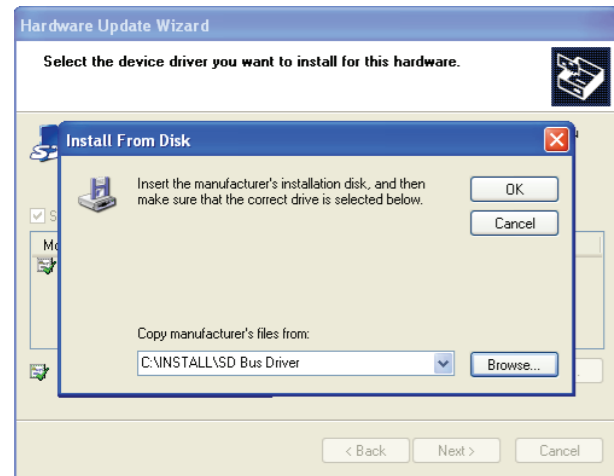 Hardware Update Wizard
Select the device driver you want to install for this hardware.
Install From Disk
Insert the manufacturer's installation disk, and then
make sure that the correct drive is selected below.
OK
Cancel
Copy manufacturer's files from:
C:\INSTALL\SD Bus Driver
Browse...
< Back
Next >
Cancel